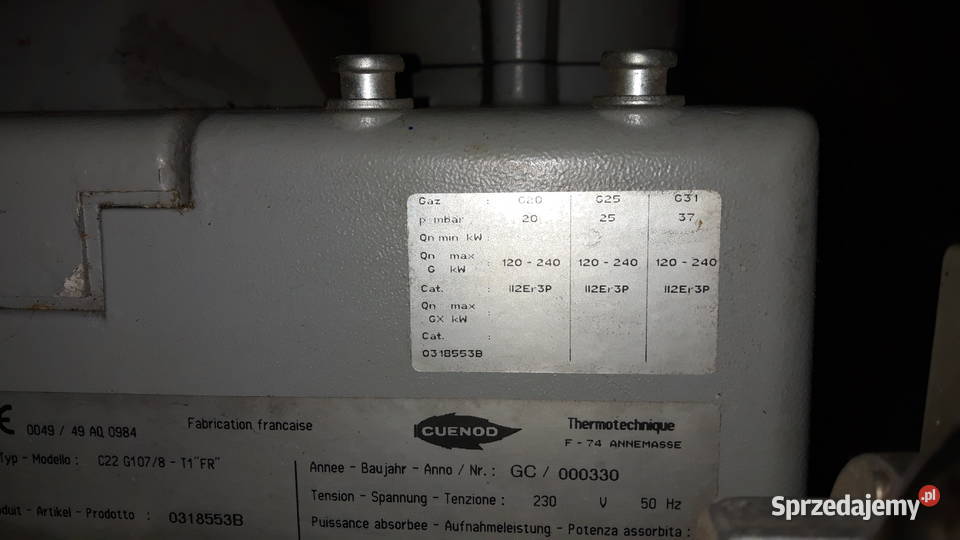 Gaz : G20 G25 G31
p mbar : 20 25 37
Qn min kW :
Qn max
G kW : 120 - 240 120 - 240 120 - 240
Cat. : II2Er3P II2Er3P II2Er3P
Qn max
GX kW :
Cat. :
0318553B
CE 0049 / 49 AQ 0984
Fabrication francaise
CUENOD
Thermotechnique
F - 74 ANNEMASSE
Typ - Modello : C22 G107/8 - T1"FR"
Annee - Baujahr - Anno / Nr. : GC / 000330
Tension - Spannung - Tenzione : 230 V 50 Hz
Artikel - Prodotto : 0318553B
Puissance absorbee - Aufnahmeleistung - Potenza assorbita :
Sprzedajemy.pl